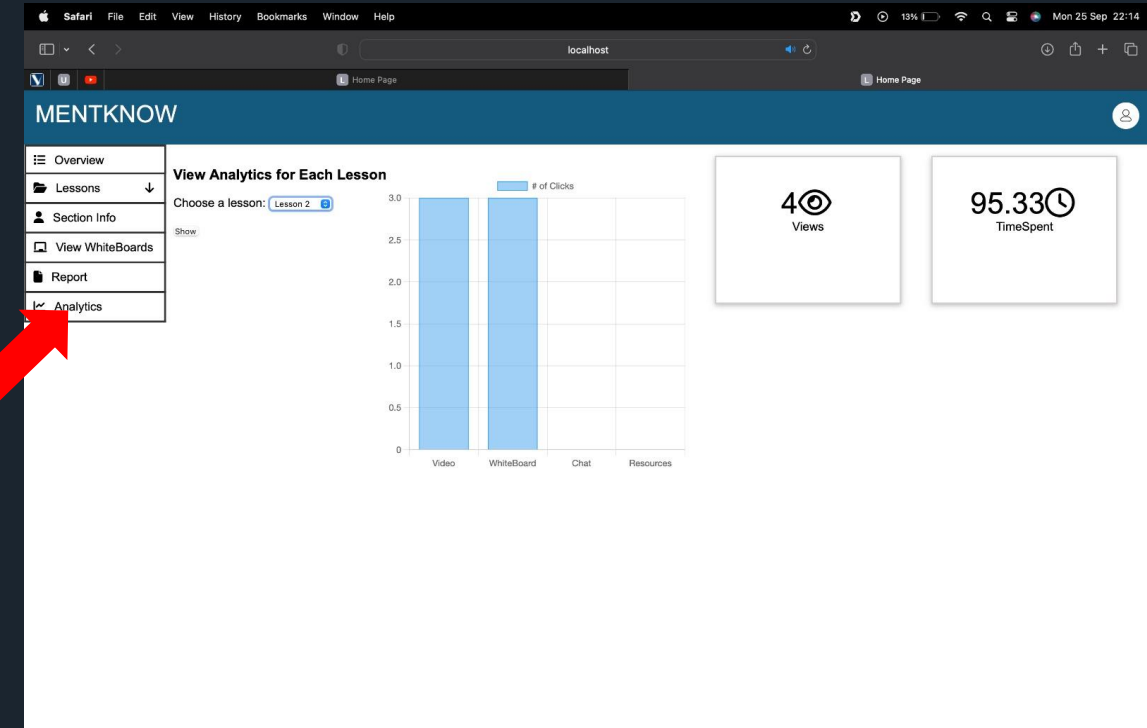 Safari File Edit View History Bookmarks Window Help 13% Mon 25 Sep 22:14
localhost
U L Home Page L Home Page
MENTKNOW
Overview
Lessons
Section Info
View WhiteBoards
Report
Analytics
View Analytics for Each Lesson
Choose a lesson: Lesson 2
Show
# of Clicks
3.0
2.5
2.0
1.5
1.0
0.5
0
Video WhiteBoard Chat Resources
4
Views
95.33
TimeSpent